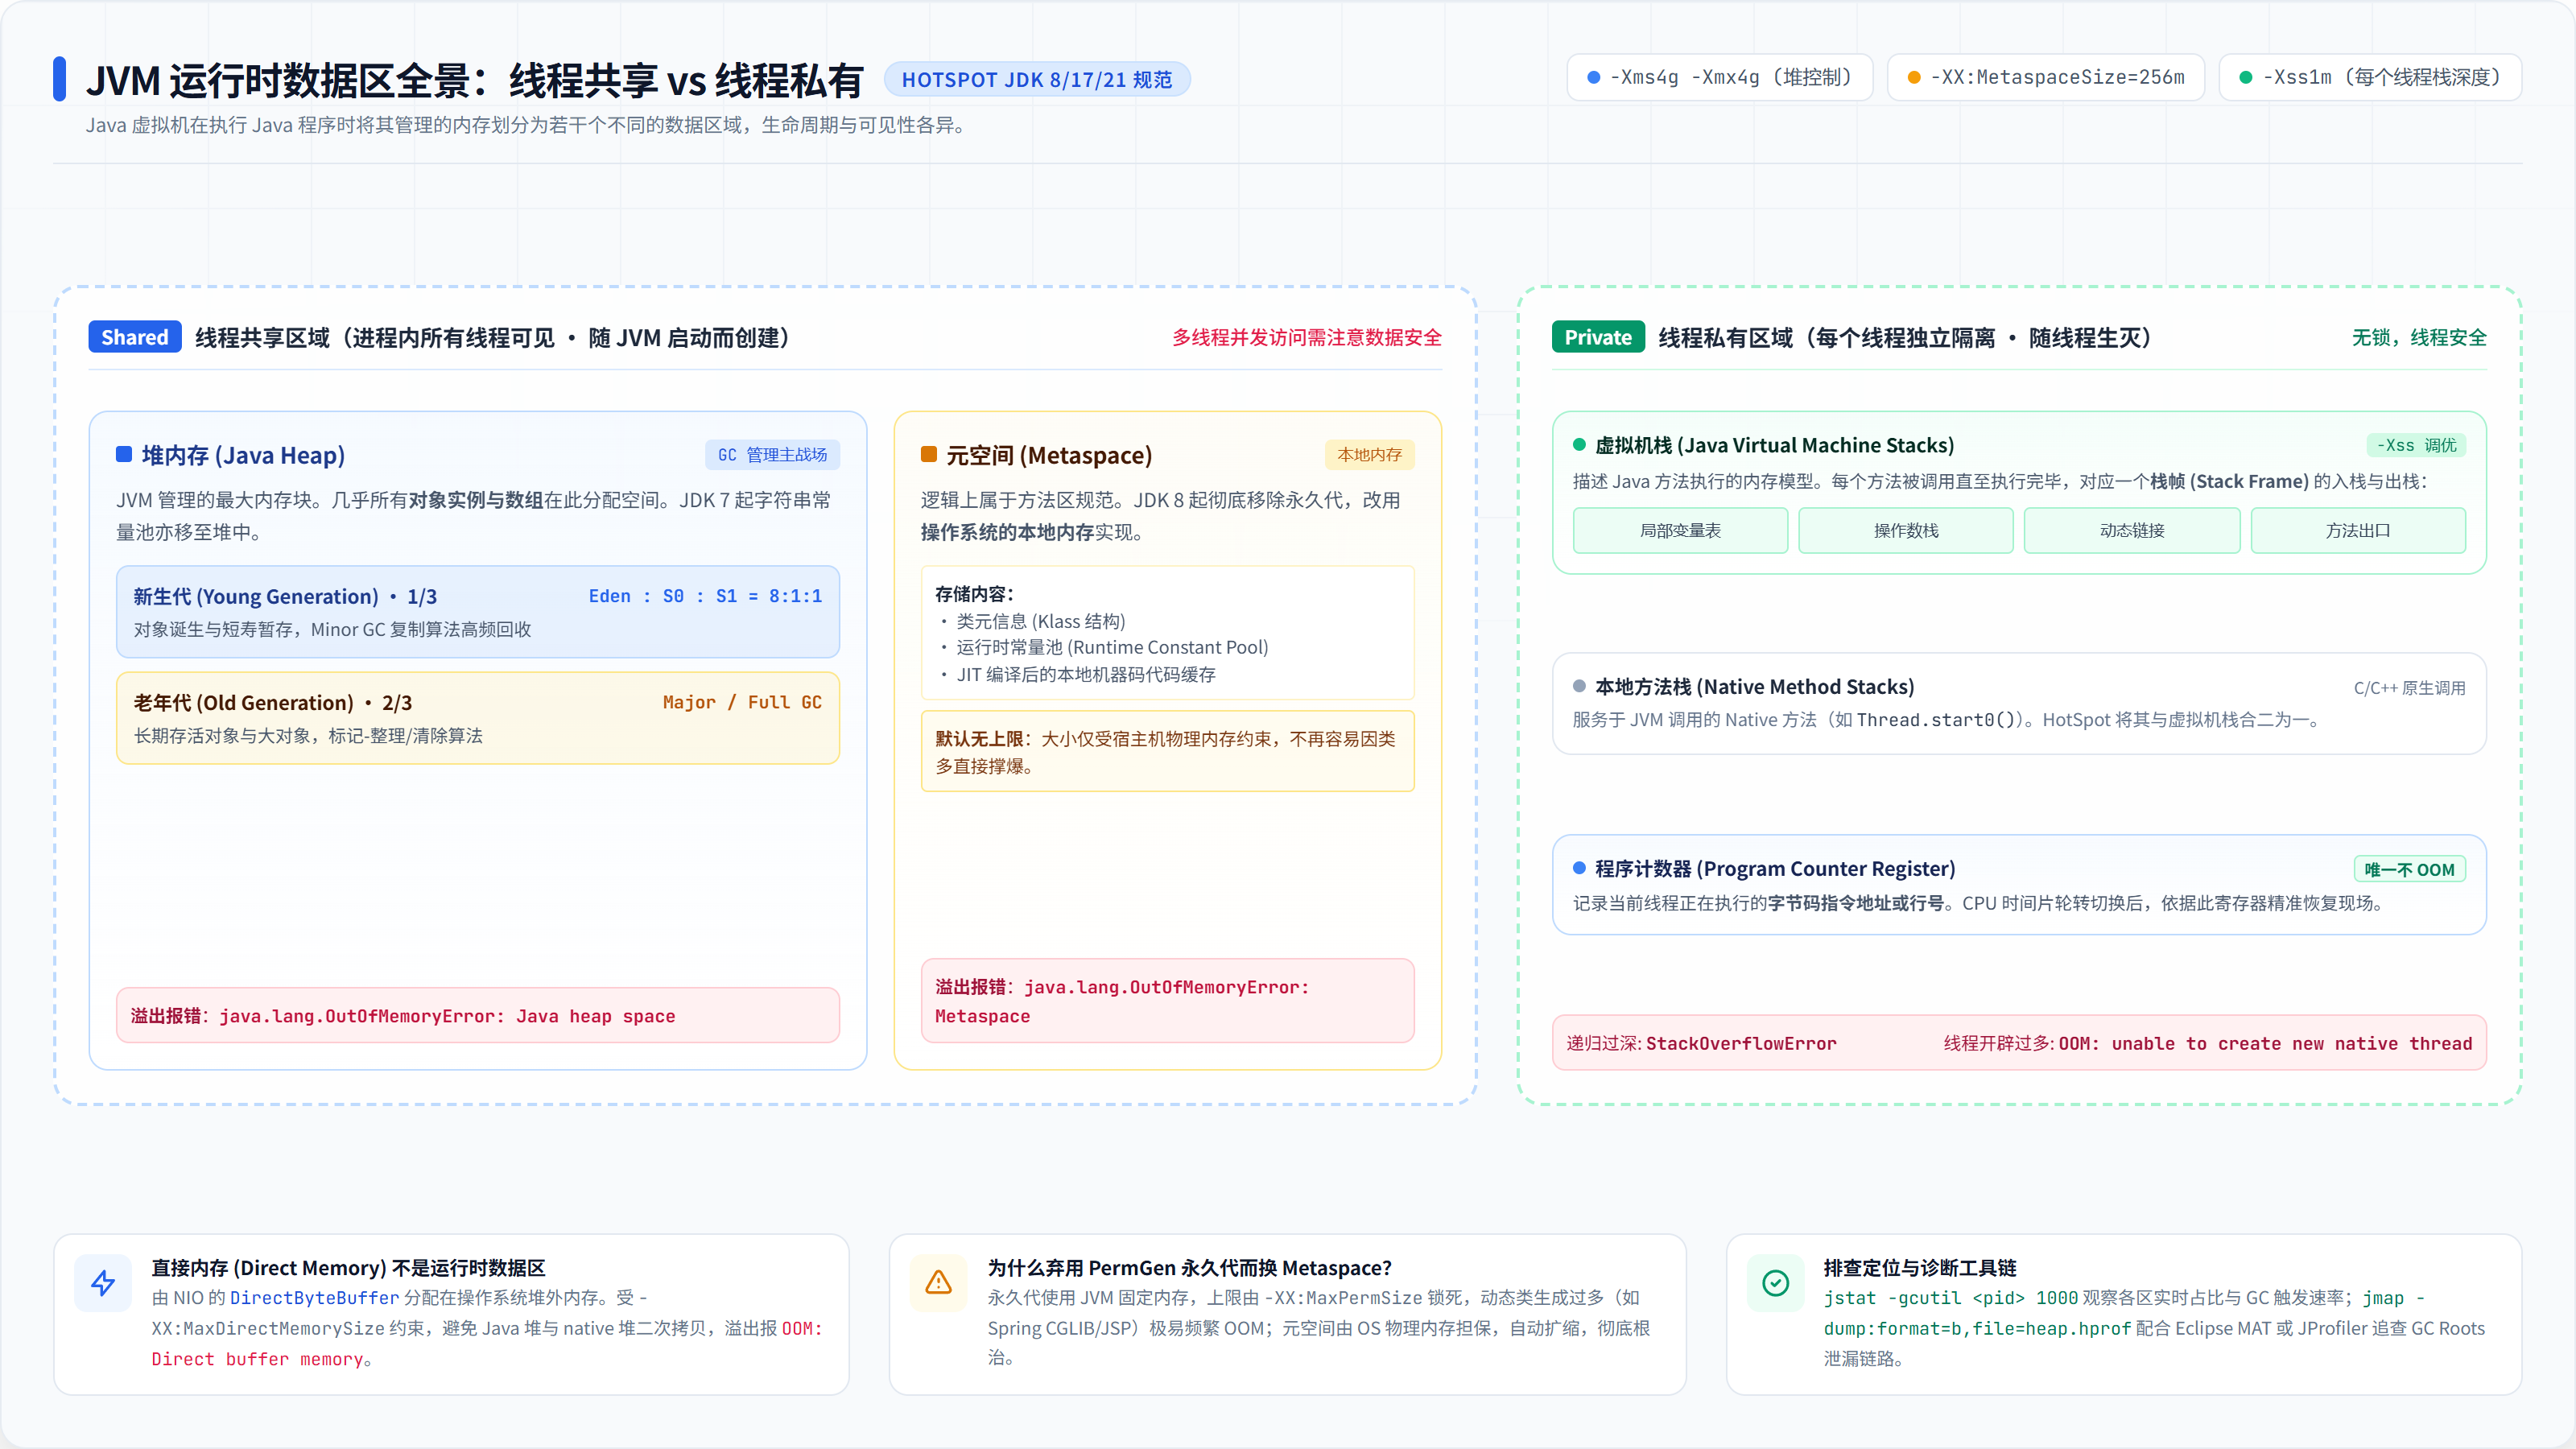 JVM 运行时数据区全景：线程共享 vs 线程私有
HOTSPOT JDK 8/17/21 规范
-Xms4g -Xmx4g (堆控制)
-XX:MetaspaceSize=256m
-Xss1m (每个线程栈深度)
Java 虚拟机在执行 Java 程序时将其管理的内存划分为若干个不同的数据区域，生命周期与可见性各异。
Shared 线程共享区域（进程内所有线程可见 • 随 JVM 启动而创建） 多线程并发访问需注意数据安全
堆内存 (Java Heap) GC 管理主战场
JVM 管理的最大内存块。几乎所有对象实例与数组在此分配空间。JDK 7 起字符串常
量池亦移至堆中。
新生代 (Young Generation) • 1/3 Eden : S0 : S1 = 8:1:1
对象诞生与短寿暂存，Minor GC 复制算法高频回收
老年代 (Old Generation) • 2/3 Major / Full GC
长期存活对象与大对象，标记-整理/清除算法
溢出报错：java.lang.OutOfMemoryError: Java heap space
元空间 (Metaspace) 本地内存
逻辑上属于方法区规范。JDK 8 起彻底移除永久代，改用
操作系统的本地内存实现。
存储内容：
• 类元信息 (Klass 结构)
• 运行时常量池 (Runtime Constant Pool)
• JIT 编译后的本地机器码代码缓存
默认无上限：大小仅受宿主机物理内存约束，不再容易因类
多直接撑爆。
溢出报错：java.lang.OutOfMemoryError:
Metaspace
Private 线程私有区域（每个线程独立隔离 • 随线程生灭） 无锁，线程安全
虚拟机栈 (Java Virtual Machine Stacks) -Xss 调优
描述 Java 方法执行的内存模型。每个方法被调用直至执行完毕，对应一个栈帧 (Stack Frame) 的入栈与出栈：
局部变量表 操作数栈 动态链接 方法出口
本地方法栈 (Native Method Stacks) C/C++ 原生调用
服务于 JVM 调用的 Native 方法（如 Thread.start0()）。HotSpot 将其与虚拟机栈合二为一。
程序计数器 (Program Counter Register) 唯一不 OOM
记录当前线程正在执行的字节码指令地址或行号。CPU 时间片轮转切换后，依据此寄存器精准恢复现场。
递归过深: StackOverflowError 线程开辟过多: OOM: unable to create new native thread
直接内存 (Direct Memory) 不是运行时数据区
由 NIO 的 DirectByteBuffer 分配在操作系统堆外内存。受 -
XX:MaxDirectMemorySize 约束，避免 Java 堆与 native 堆二次拷贝，溢出报 OOM:
Direct buffer memory。
为什么弃用 PermGen 永久代而换 Metaspace？
永久代使用 JVM 固定内存，上限由 -XX:MaxPermSize 锁死，动态类生成过多（如
Spring CGLIB/JSP）极易频繁 OOM；元空间由 OS 物理内存担保，自动扩缩，彻底根
治。
排查定位与诊断工具链
jstat -gcutil <pid> 1000 观察各区实时占比与 GC 触发速率；jmap -
dump:format=b,file=heap.hprof 配合 Eclipse MAT 或 JProfiler 追查 GC Roots
泄漏链路。